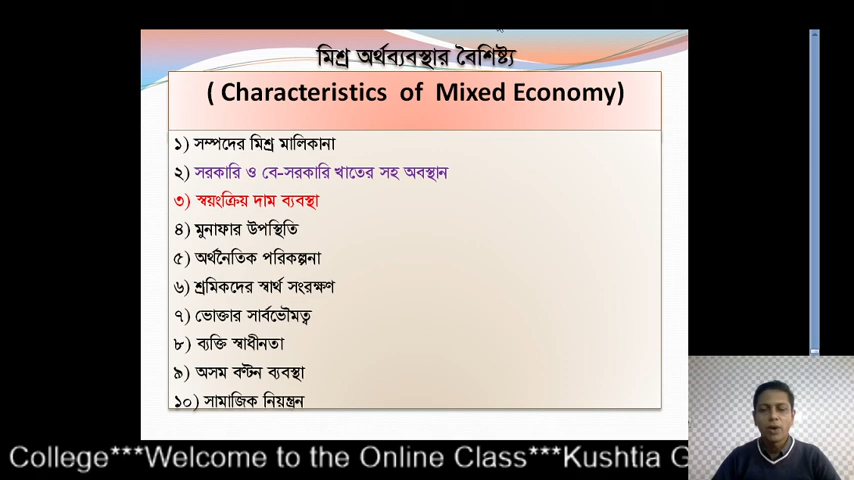 মিশ্র অর্থব্যবস্থার বৈশিষ্ট্য
( Characteristics of Mixed Economy)
১) সম্পদের মিশ্র মালিকানা
২) সরকারি ও বে-সরকারি খাতের সহ অবস্থান
৩) স্বয়ংক্রিয় দাম ব্যবস্থা
৪) মুনাফার উপস্থিতি
৫) অর্থনৈতিক পরিকল্পনা
৬) শ্রমিকদের স্বার্থ সংরক্ষণ
৭) ভোক্তার সার্বভৌমত্ব
৮) ব্যক্তি স্বাধীনতা
৯) অসম বণ্টন ব্যবস্থা
১০) সামাজিক নিয়ন্ত্রন
College***Welcome to the Online Class***Kushtia G